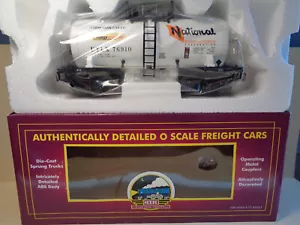 National
76910
AUTHENTICALLY DETAILED O SCALE FREIGHT CARS
Die-Cast
Sprung Trucks
Intricately
Detailed
ABS Body
Operating
Metal
Couplers
Attractively
Decorated
MTH